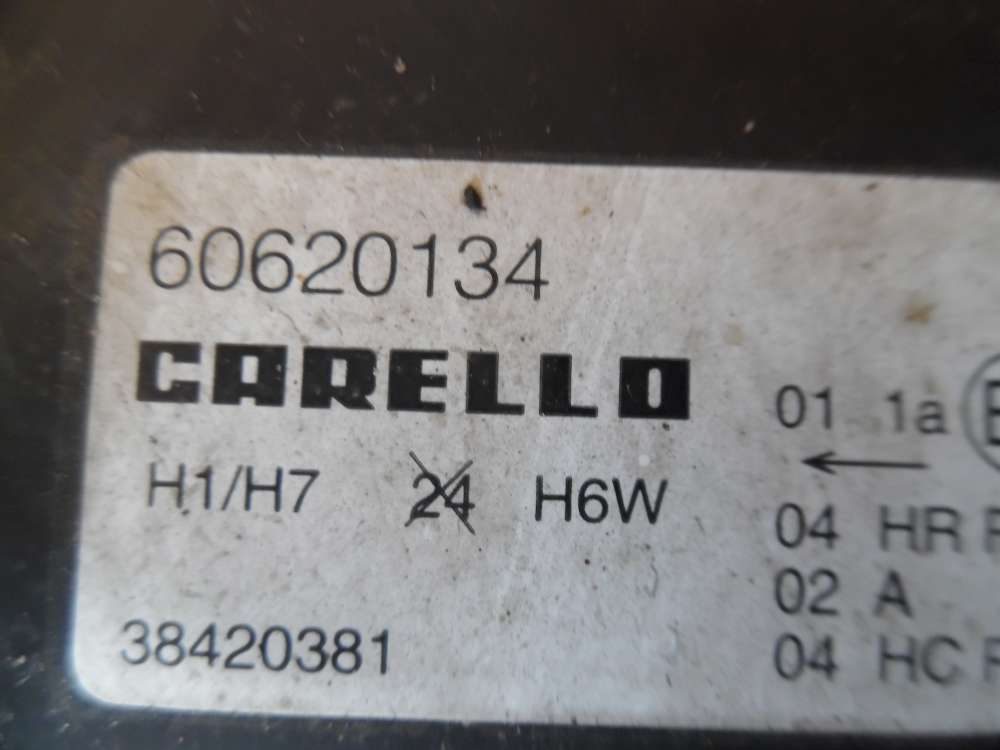 60620134
CARELLO
H1/H7 24 H6W
38420381
01 1a E
←
04 HR
02 A
04 HC